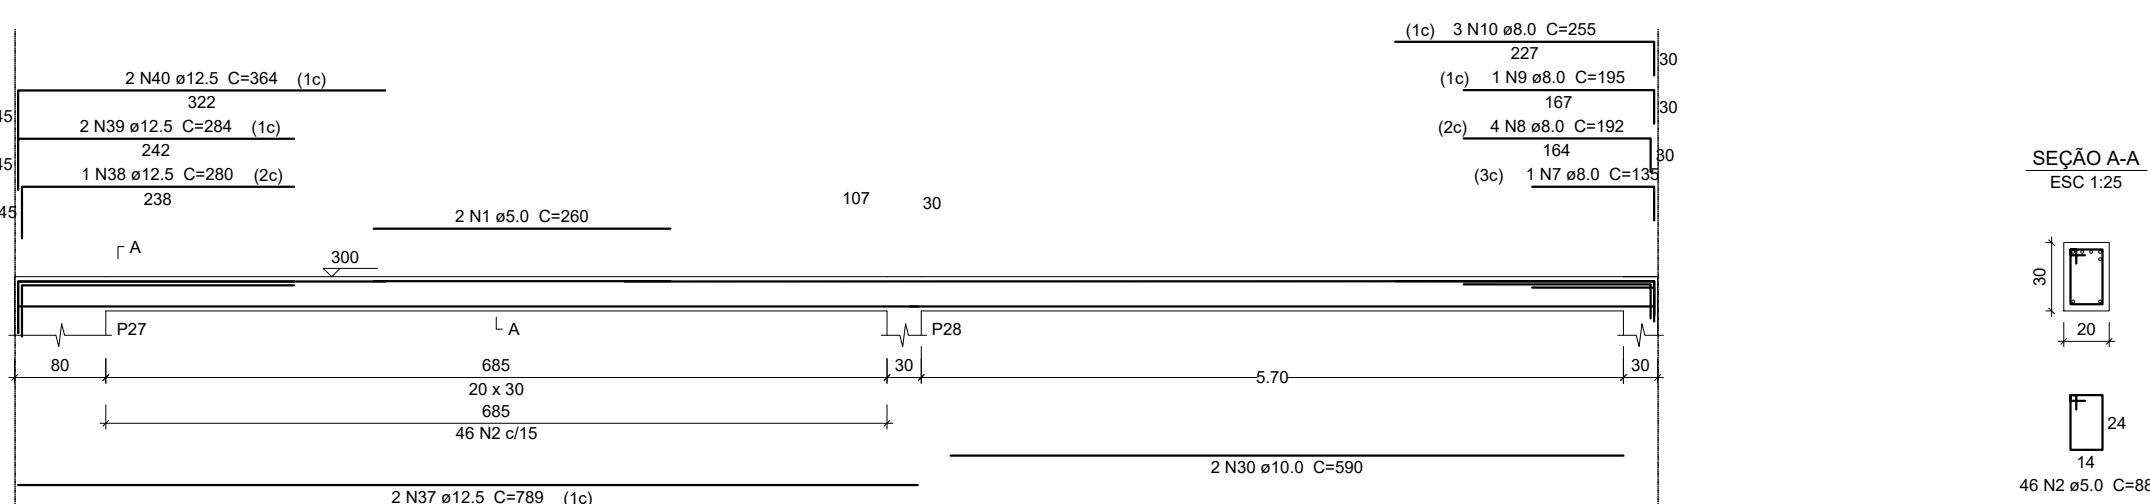 (1c) 3 N10 ø8.0 C=255
227
30
2 N40 ø12.5 C=364 (1c)
322
45
(1c) 1 N9 ø8.0 C=195
167
30
2 N39 ø12.5 C=284 (1c)
242
45
(2c) 4 N8 ø8.0 C=192
164
30
1 N38 ø12.5 C=280 (2c)
238
45
(3c) 1 N7 ø8.0 C=135
107
30
SEÇÃO A-A
ESC 1:25
2 N1 ø5.0 C=260
A
300
30
20
P27
A
P28
80
685
30
5.70
30
20 x 30
685
46 N2 c/15
24
14
46 N2 ø5.0 C=88
2 N30 ø10.0 C=590
2 N37 ø12.5 C=789 (1c)